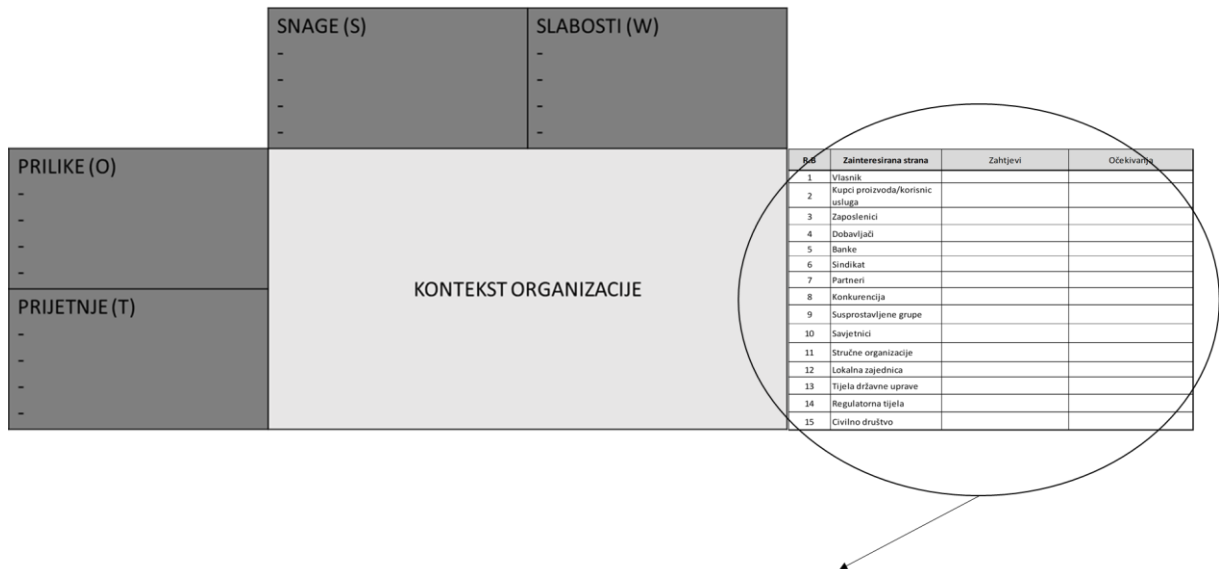 SNAGE (S)
-
-
-
-
SLABOSTI (W)
-
-
-
-
PRILIKE (O)
-
-
-
-
PRIJETNJE (T)
-
-
-
-
KONTEKST ORGANIZACIJE
R.B Zainteresirana strana Zahtjevi Očekivanja
1 Vlasnik
2 Kupci proizvoda/korisnic
usluga
3 Zaposlenici
4 Dobavljači
5 Banke
6 Sindikat
7 Partneri
8 Konkurencija
9 Susprostavljene grupe
10 Savjetnici
11 Stručne organizacije
12 Lokalna zajednica
13 Tijela državne uprave
14 Regulatorna tijela
15 Civilno društvo